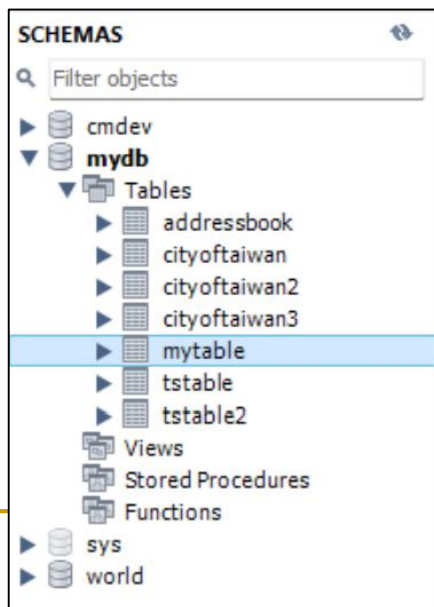 SCHEMAS
Filter objects
cmdev
mydb
Tables
addressbook
cityoftaiwan
cityoftaiwan2
cityoftaiwan3
mytable
tstable
tstable2
Views
Stored Procedures
Functions
sys
world